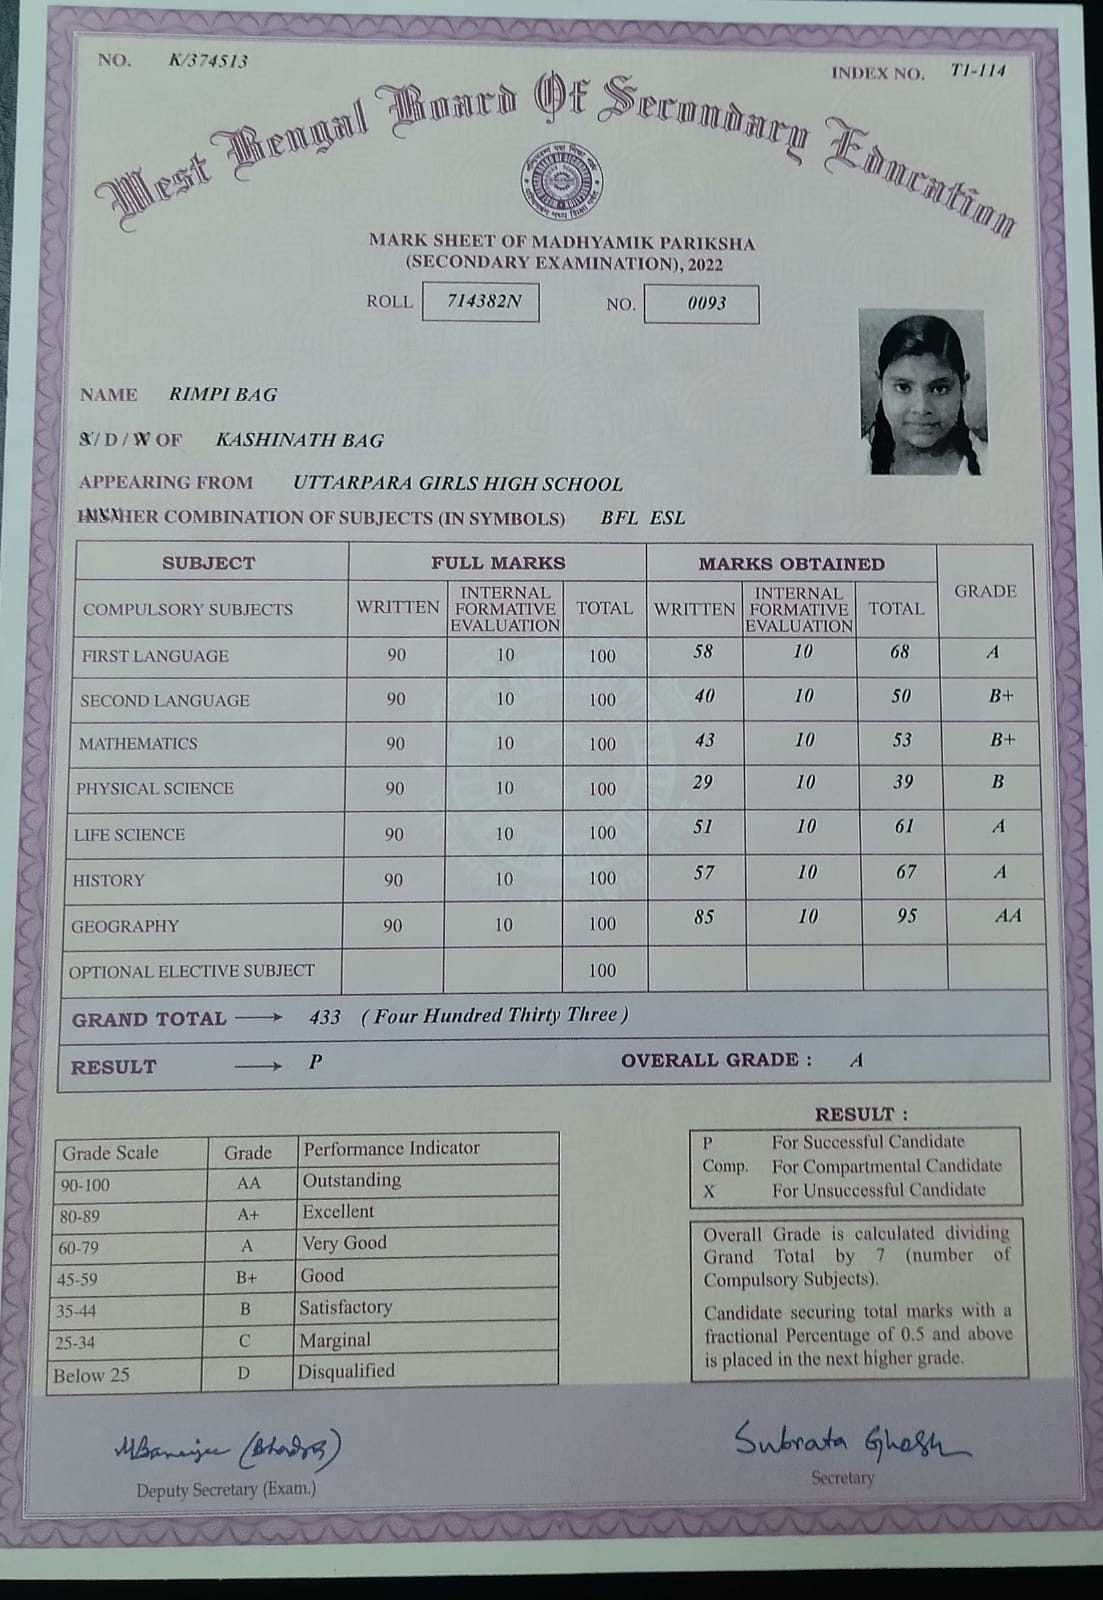 NO. K/374513
INDEX NO. T1-114
West Bengal Board Of Secondary Education
MARK SHEET OF MADHYAMIK PARIKSHA
(SECONDARY EXAMINATION), 2022
ROLL 714382N NO. 0093
NAME RIMPI BAG
S/ D / W OF KASHINATH BAG
APPEARING FROM UTTARPARA GIRLS HIGH SCHOOL
HER COMBINATION OF SUBJECTS (IN SYMBOLS) BFL ESL
SUBJECT FULL MARKS MARKS OBTAINED GRADE
COMPULSORY SUBJECTS WRITTEN INTERNAL FORMATIVE EVALUATION TOTAL WRITTEN INTERNAL FORMATIVE EVALUATION TOTAL
FIRST LANGUAGE 90 10 100 58 10 68 A
SECOND LANGUAGE 90 10 100 40 10 50 B+
MATHEMATICS 90 10 100 43 10 53 B+
PHYSICAL SCIENCE 90 10 100 29 10 39 B
LIFE SCIENCE 90 10 100 51 10 61 A
HISTORY 90 10 100 57 10 67 A
GEOGRAPHY 90 10 100 85 10 95 AA
OPTIONAL ELECTIVE SUBJECT 100
GRAND TOTAL 433 ( Four Hundred Thirty Three )
RESULT P OVERALL GRADE : A
Grade Scale Grade Performance Indicator
90-100 AA Outstanding
80-89 A+ Excellent
60-79 A Very Good
45-59 B+ Good
35-44 B Satisfactory
25-34 C Marginal
Below 25 D Disqualified
RESULT :
P For Successful Candidate
Comp. For Compartmental Candidate
X For Unsuccessful Candidate
Overall Grade is calculated dividing
Grand Total by 7 (number of
Compulsory Subjects).
Candidate securing total marks with a
fractional Percentage of 0.5 and above
is placed in the next higher grade.
MBanerjee
Deputy Secretary (Exam.)
Subrata Ghosh
Secretary